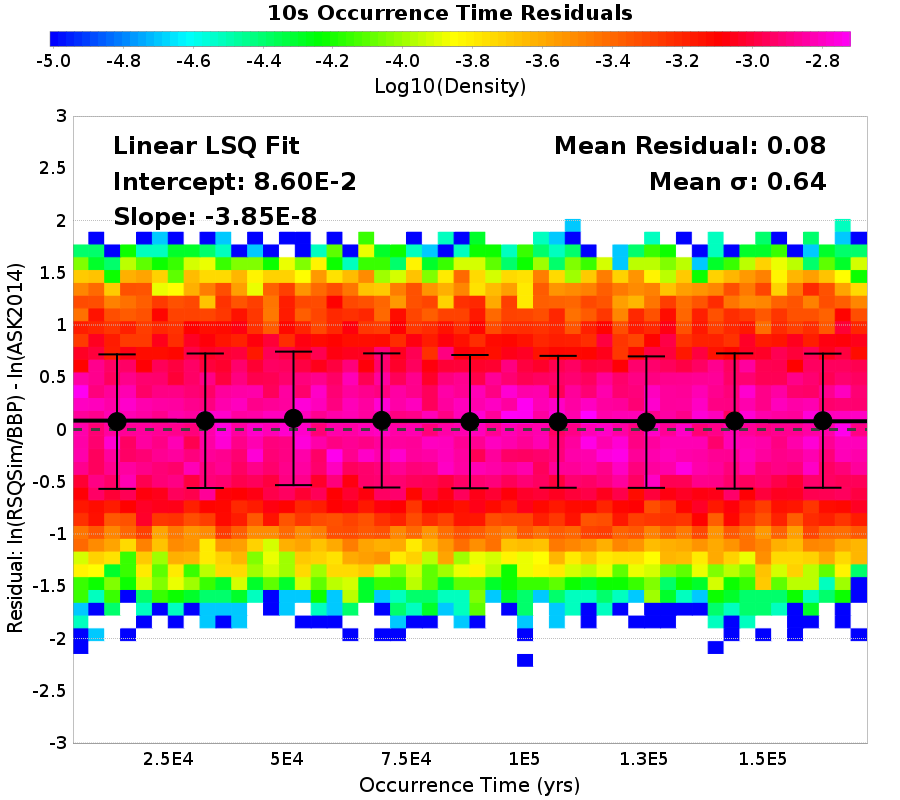 10s Occurrence Time Residuals
-5.0 -4.8 -4.6 -4.4 -4.2 -4.0 -3.8 -3.6 -3.4 -3.2 -3.0 -2.8
Log10(Density)
Linear LSQ Fit
Intercept: 8.60E-2
Slope: -3.85E-8
Mean Residual: 0.08
Mean σ: 0.64
Residual: ln(RSQSim/BBP) - ln(ASK2014)
3
2.5
2
1.5
1
0.5
0
-0.5
-1
-1.5
-2
-2.5
-3
2.5E4 5E4 7.5E4 1E5 1.3E5 1.5E5
Occurrence Time (yrs)